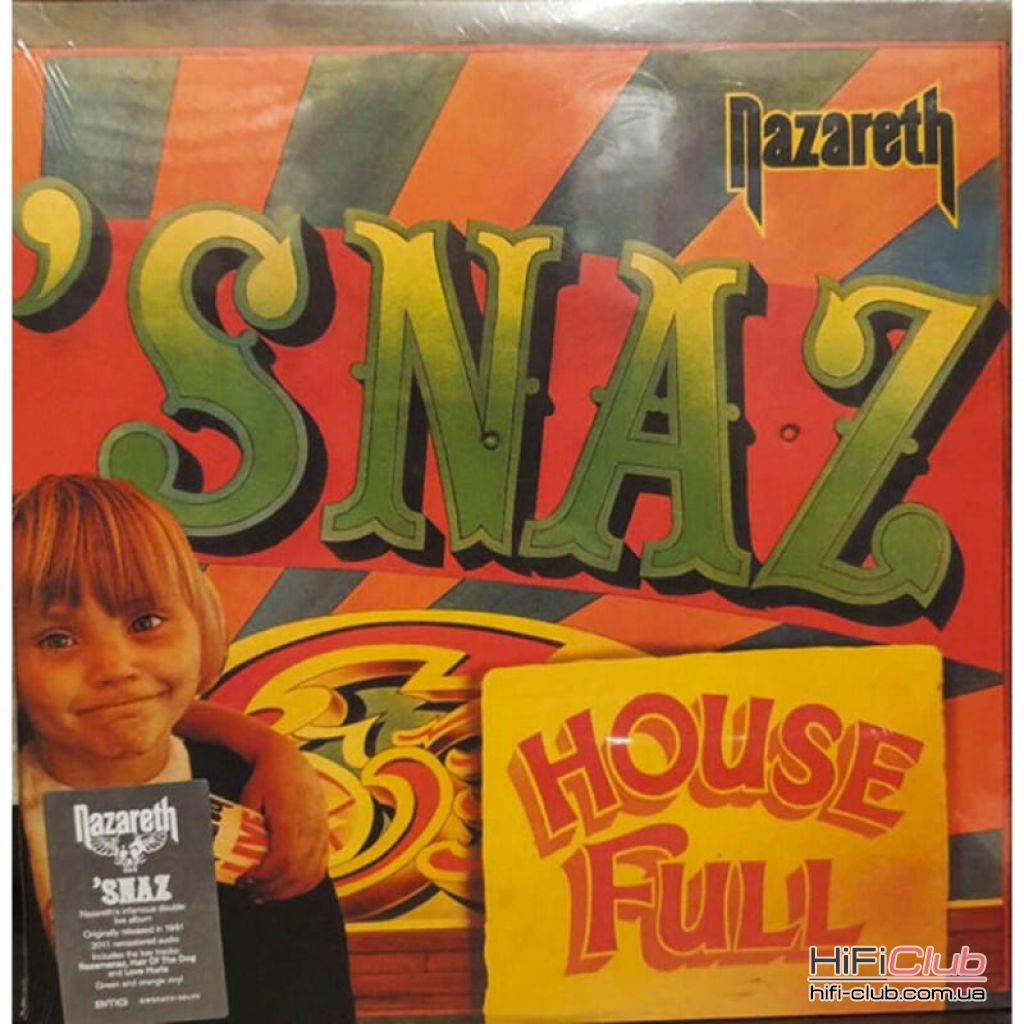 Nazareth
'SNAZ
HOUSE
FULL
LIVE
Nazareth
'SNAZ
Nazareth's infamous double
live album
Originally released in 1981
2011 remastered audio
Includes the key tracks:
Razamanaz, Hair Of The Dog
and Love Hurts
Green and orange vinyl
BMG
HiFiClub
hifi-club.com.ua